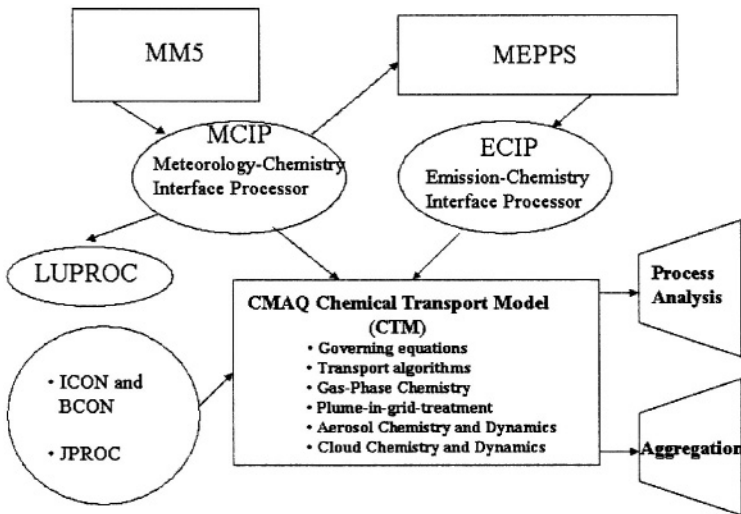 MM5
MEPPS
MCIP
Meteorology-Chemistry
Interface Processor
ECIP
Emission-Chemistry
Interface Processor
LUPROC
CMAQ Chemical Transport Model
(CTM)
• Governing equations
• Transport algorithms
• Gas-Phase Chemistry
• Plume-in-grid-treatment
• Aerosol Chemistry and Dynamics
• Cloud Chemistry and Dynamics
Process
Analysis
• ICON and
BCON
• JPROC
Aggregation